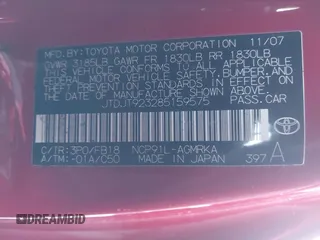 MFD. BY: TOYOTA MOTOR CORPORATION 11/07
GVWR 3185LB GAWR FR 1830LB RR 1830LB
THIS VEHICLE CONFORMS TO ALL APPLICABLE
FEDERAL MOTOR VEHICLE SAFETY, BUMPER, AND
THEFT PREVENTION STANDARDS IN EFFECT ON THE
DATE OF MANUFACTURE SHOWN ABOVE.
JTDJT923285159575
PASS. CAR
C/TR: 3P0/FB18 NCP91L-AGMRKA
A/TM: -01A/C50 MADE IN JAPAN 397 A
AUTOBIDCAR